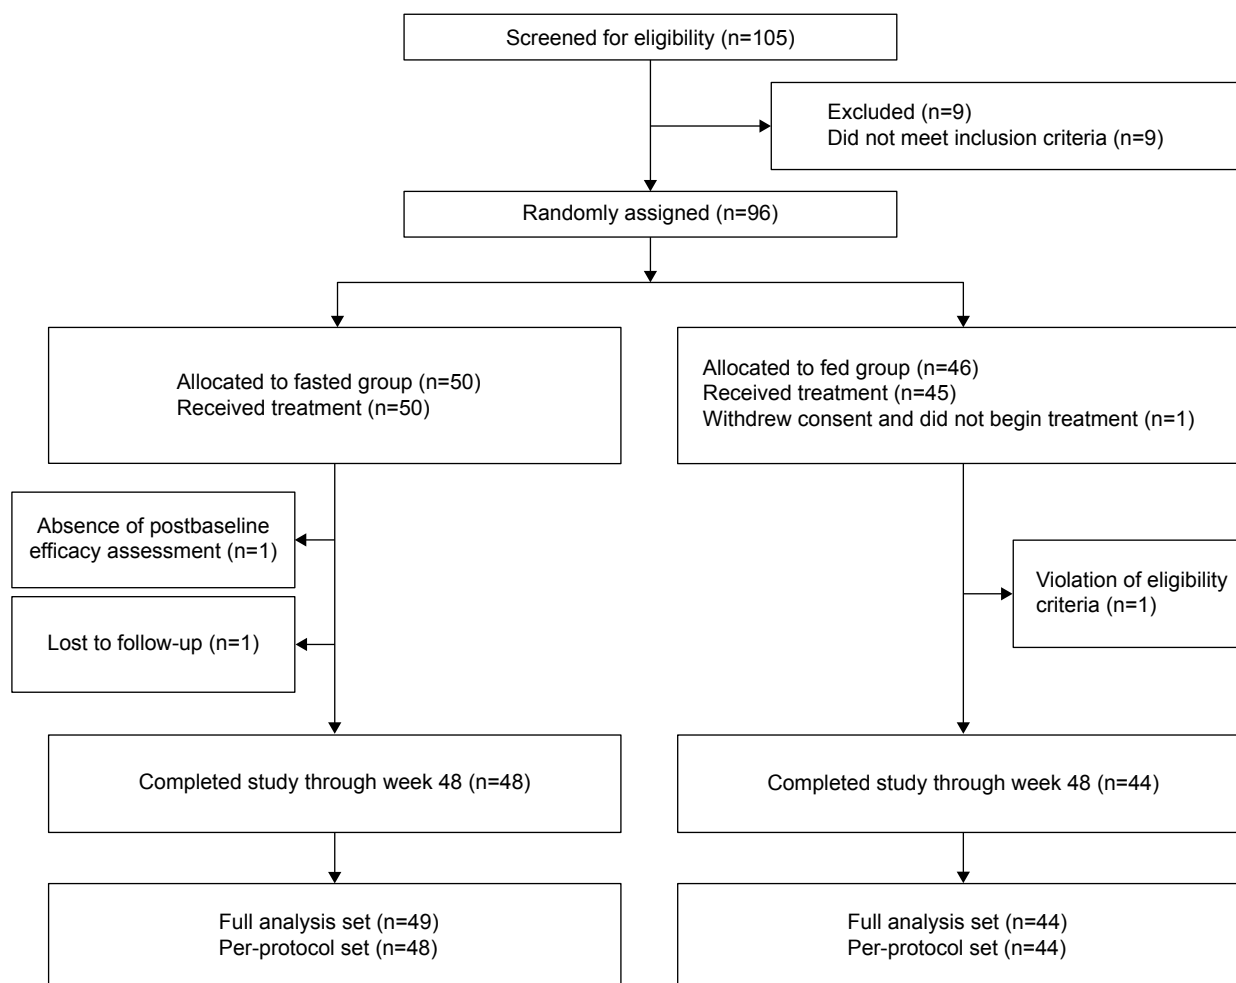 Screened for eligibility (n=105)
Excluded (n=9)
Did not meet inclusion criteria (n=9)
Randomly assigned (n=96)
Allocated to fasted group (n=50)
Received treatment (n=50)
Allocated to fed group (n=46)
Received treatment (n=45)
Withdrew consent and did not begin treatment (n=1)
Absence of postbaseline
efficacy assessment (n=1)
Lost to follow-up (n=1)
Violation of eligibility
criteria (n=1)
Completed study through week 48 (n=48)
Completed study through week 48 (n=44)
Full analysis set (n=49)
Per-protocol set (n=48)
Full analysis set (n=44)
Per-protocol set (n=44)